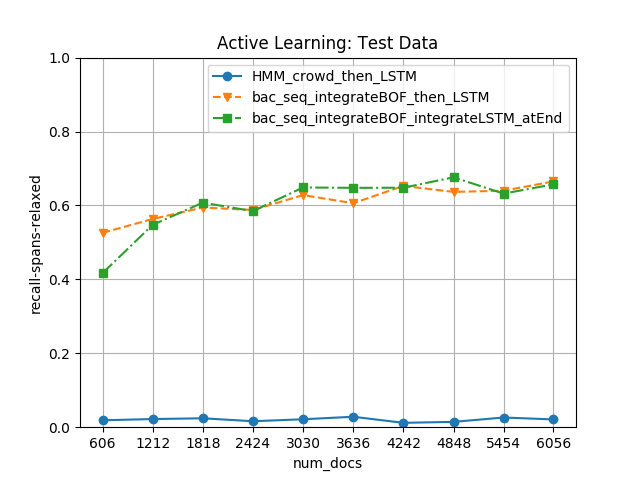 Active Learning: Test Data
HMM_crowd_then_LSTM
bac_seq_integrateBOF_then_LSTM
bac_seq_integrateBOF_integrateLSTM_atEnd
recall-spans-relaxed
1.0
0.8
0.6
0.4
0.2
0.0
606 1212 1818 2424 3030 3636 4242 4848 5454 6056
num_docs